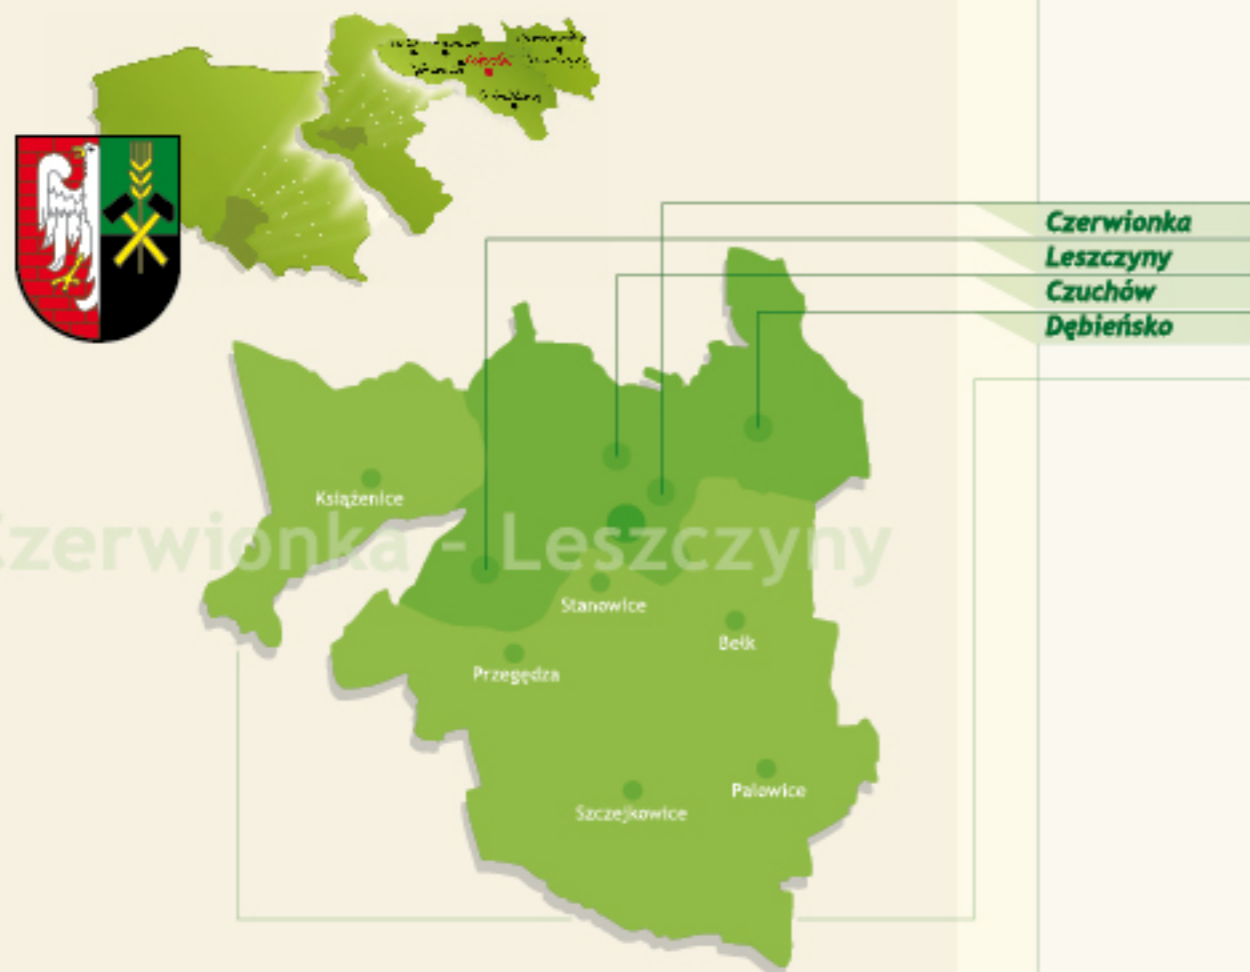 Czerwionka
Leszczyny
Czuchów
Dębieńsko
Książenice
Czerwionka - Leszczyny
Stanowice
Bełk
Przegędza
Palowice
Szczejkowice